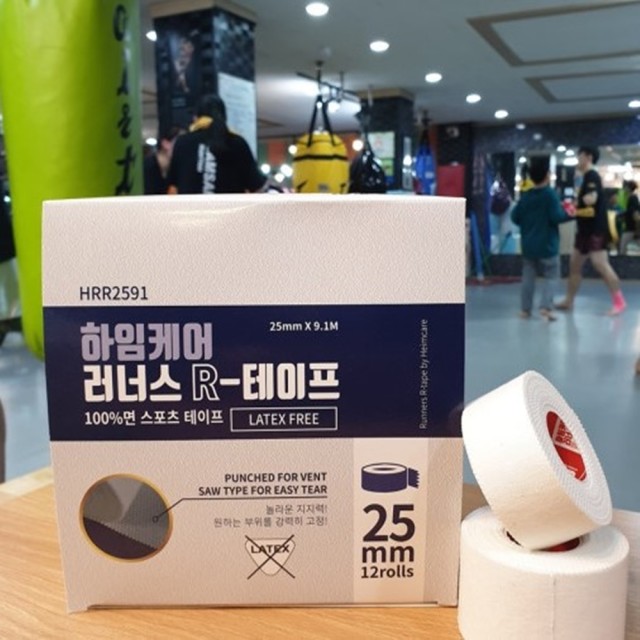 HRR2591
하임케어
25mm X 9.1M
러너스 R-테이프
100%면 스포츠 테이프
LATEX FREE
Runners R-tape by Heimcare
PUNCHED FOR VENT
SAW TYPE FOR EASY TEAR
놀라운 지지력!
원하는 부위를 강력히 고정!
LATEX
25
mm
12rolls